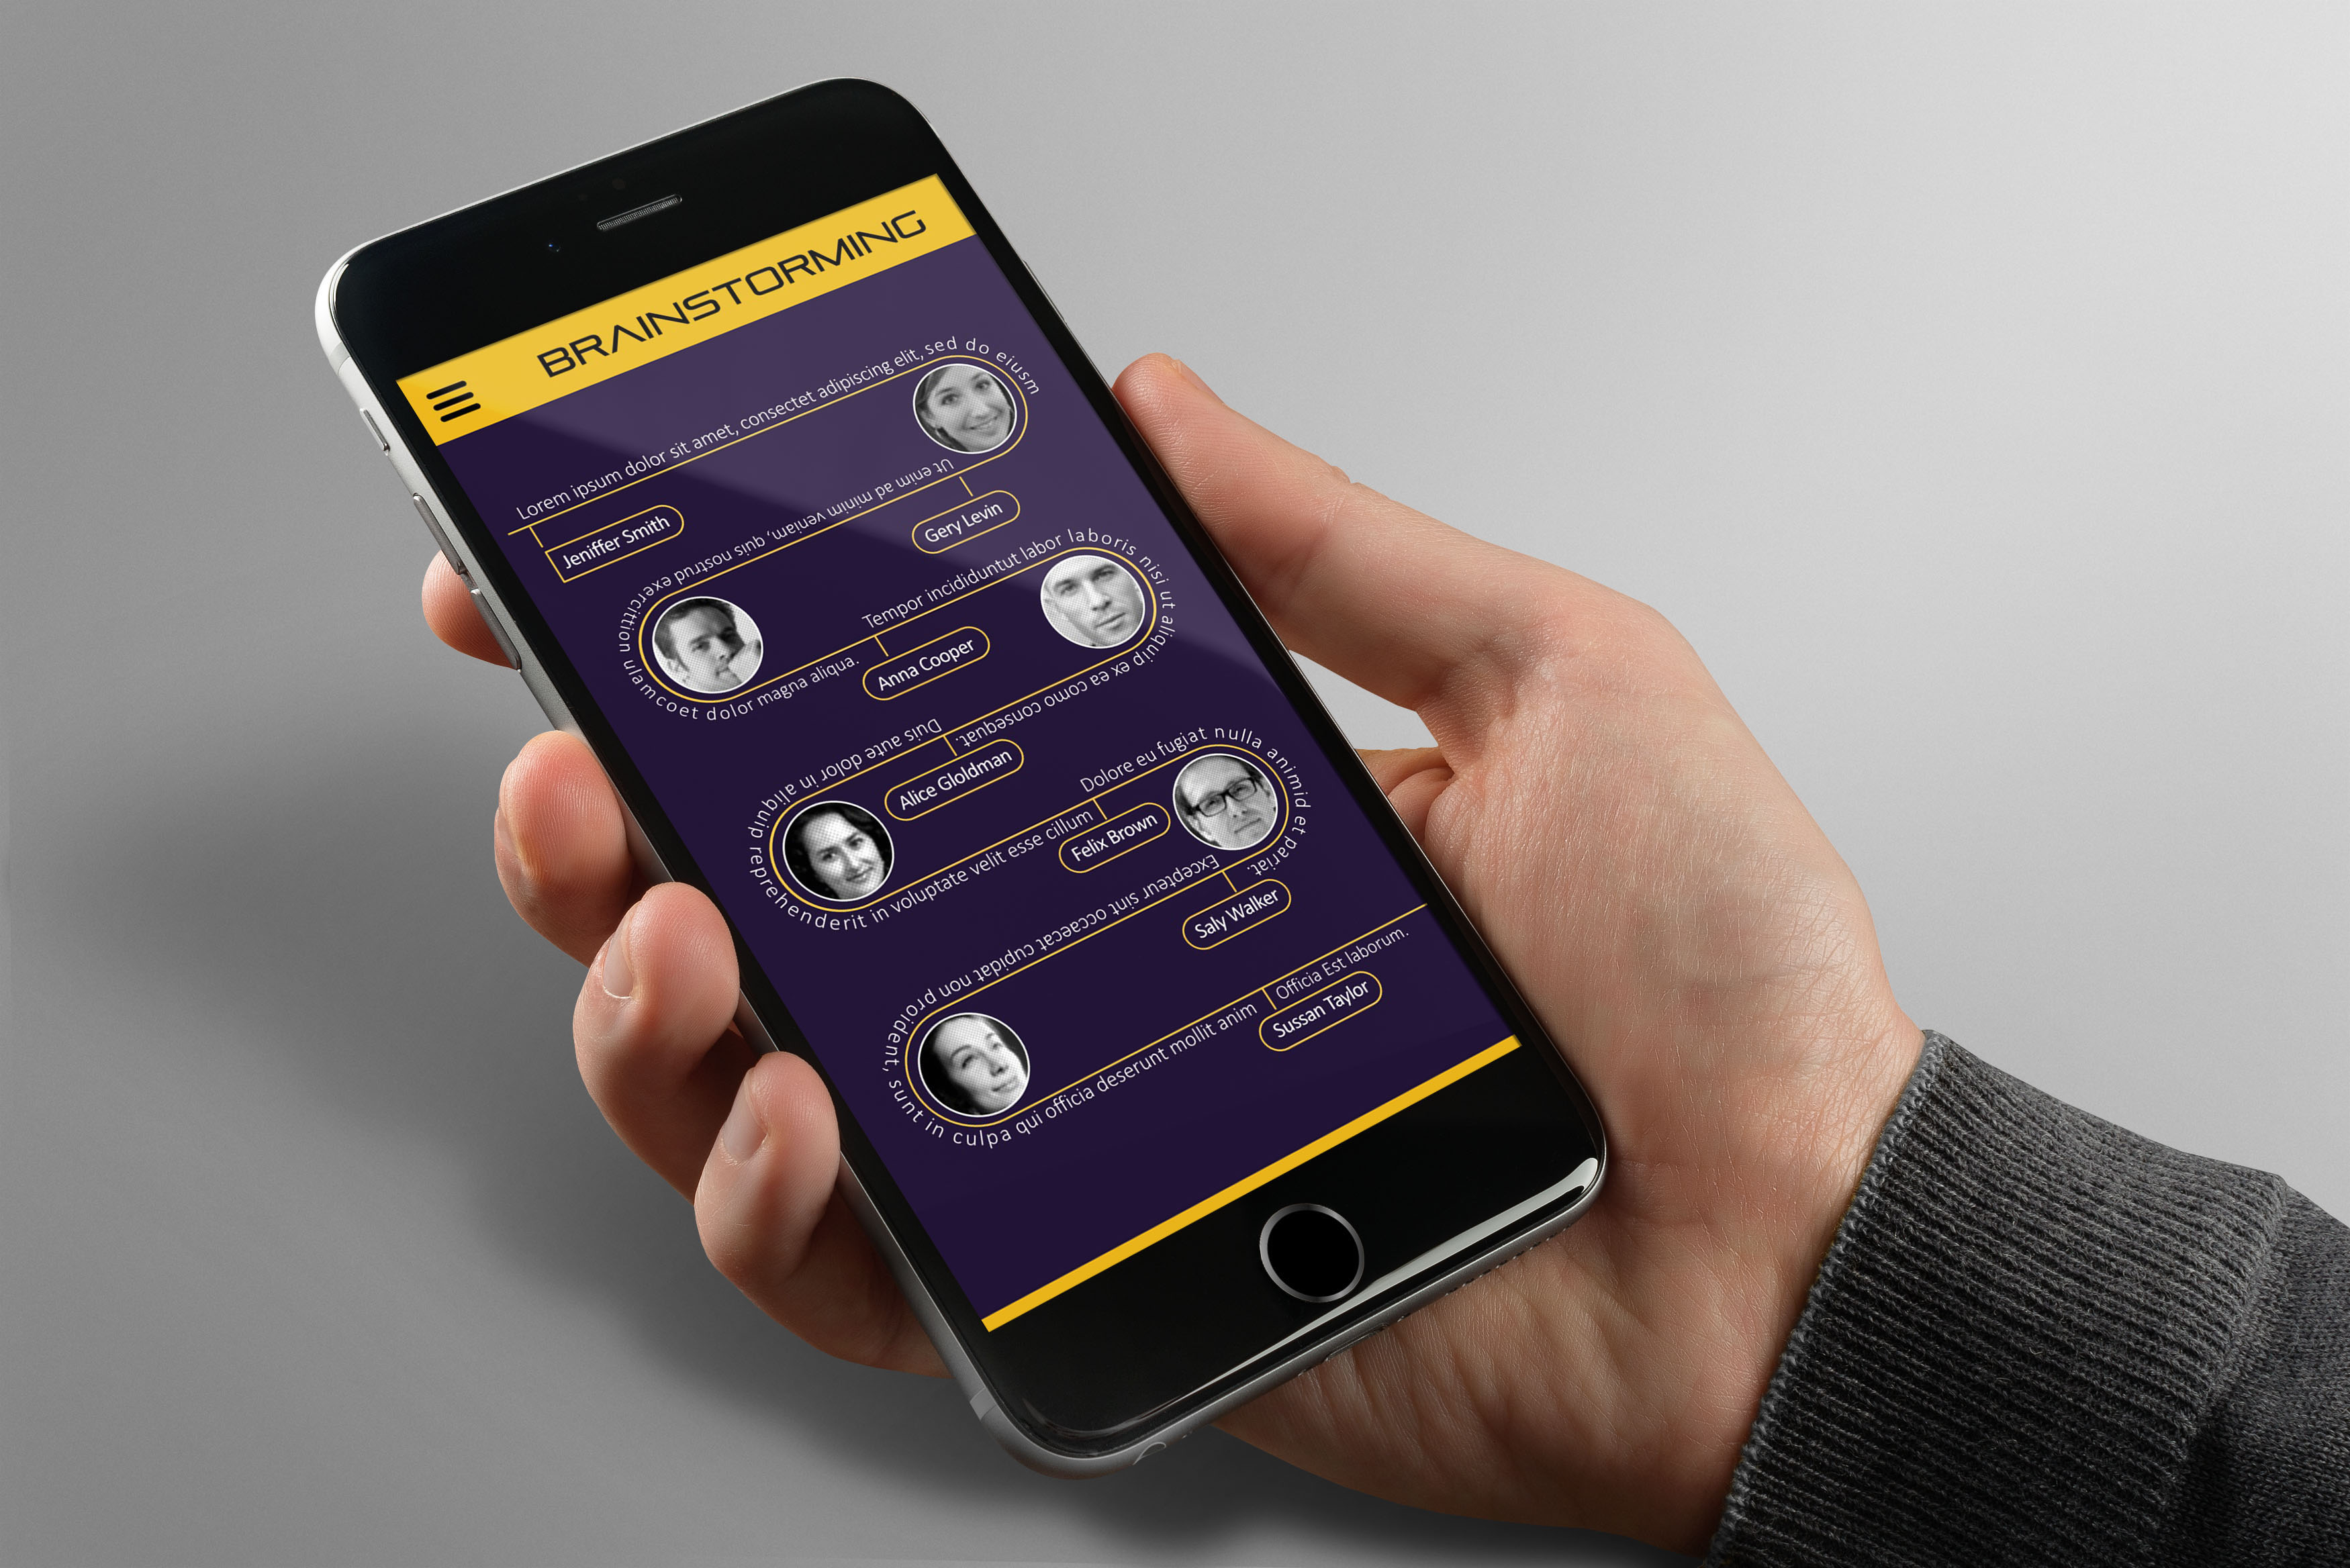 BRAINSTORMING
Lorem ipsum dolor sit amet, consectet adipiscing elit, sed do eiusm
Jeniffer Smith
Ut enim ad minim veniam, quis nostrud exercittion nulamcoet dolor magna aliqua.
Gery Levin
Tempor incididuntut labor laboris nisi ut aliquip ex ea como consequat.
Anna Cooper
Duis aute dolor in aliq uip reprehenderit in voluptate velit esse cillum
Alice Gloldman
Dolore eu fugiat nulla animid et pariat.
Felix Brown
Excepteur sint occaecat cupidat non proident, sunt in culpa qui officia deserunt mollit anim
Saly Walker
Officia Est laborum.
Sussan Taylor